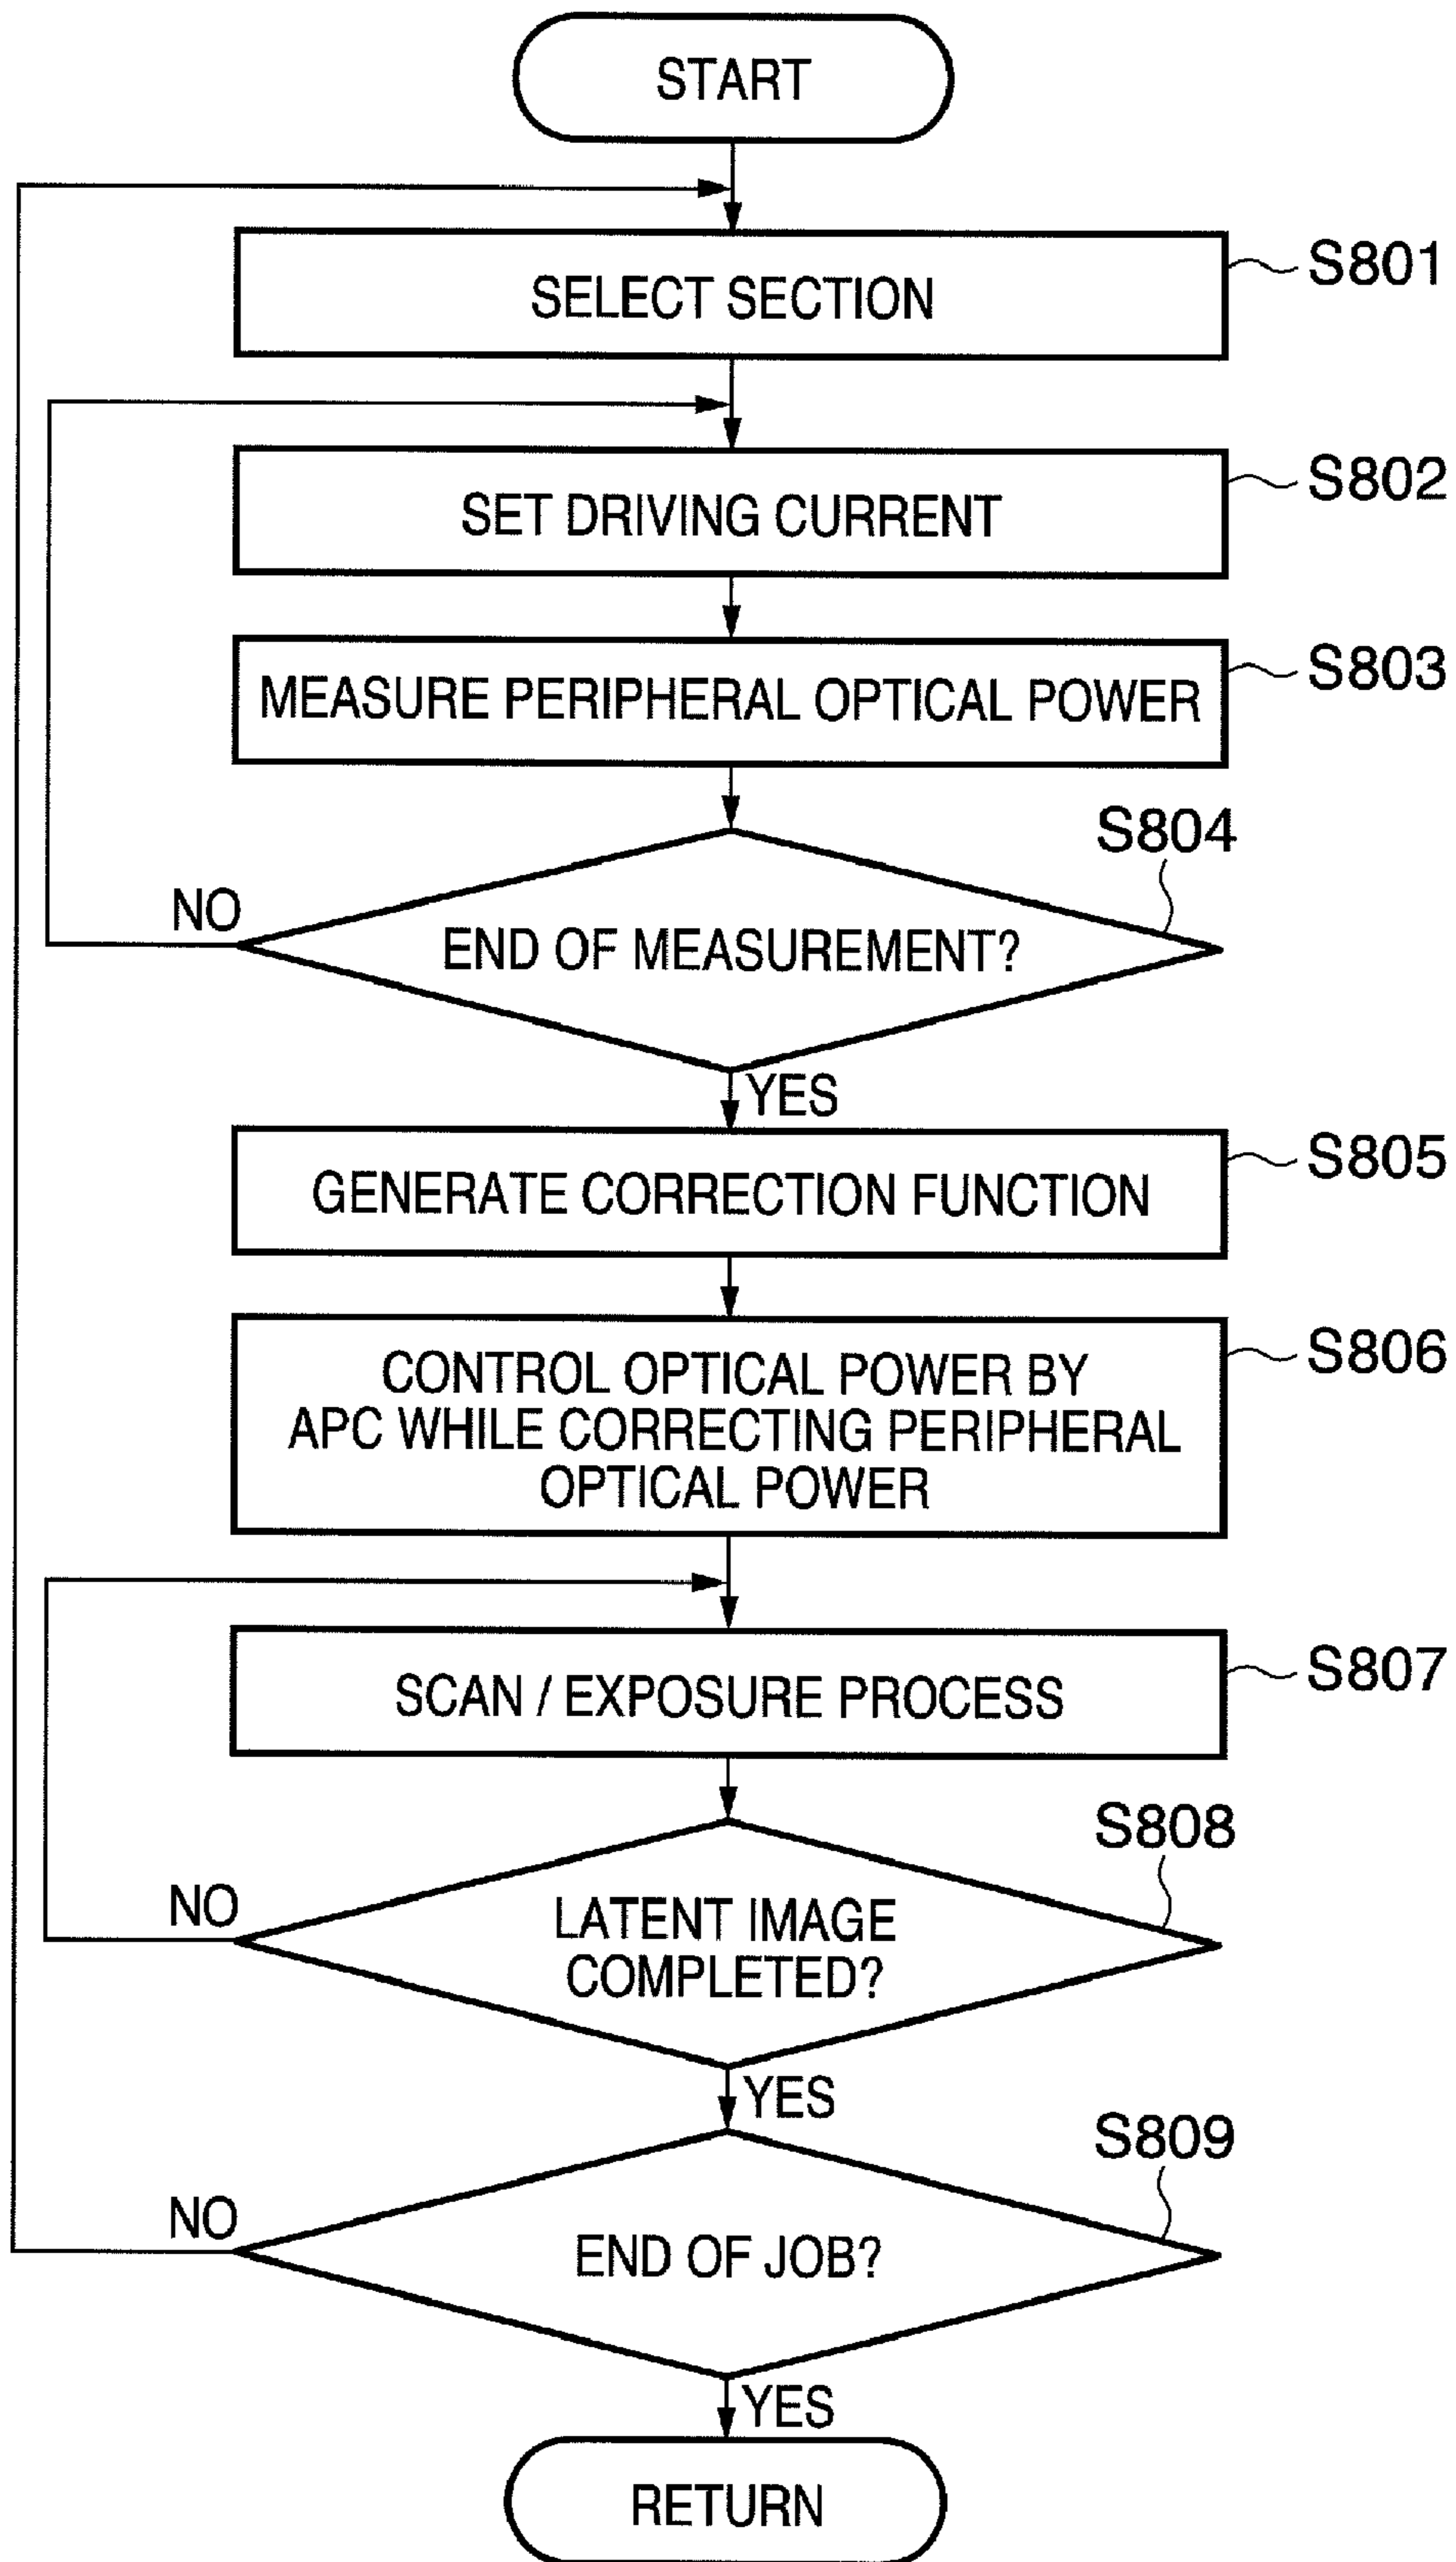 START
SELECT SECTION
S801
SET DRIVING CURRENT
S802
MEASURE PERIPHERAL OPTICAL POWER
S803
S804
NO
END OF MEASUREMENT?
YES
GENERATE CORRECTION FUNCTION
S805
CONTROL OPTICAL POWER BY
APC WHILE CORRECTING PERIPHERAL
OPTICAL POWER
S806
SCAN / EXPOSURE PROCESS
S807
S808
NO
LATENT IMAGE
COMPLETED?
YES
S809
NO
END OF JOB?
YES
RETURN